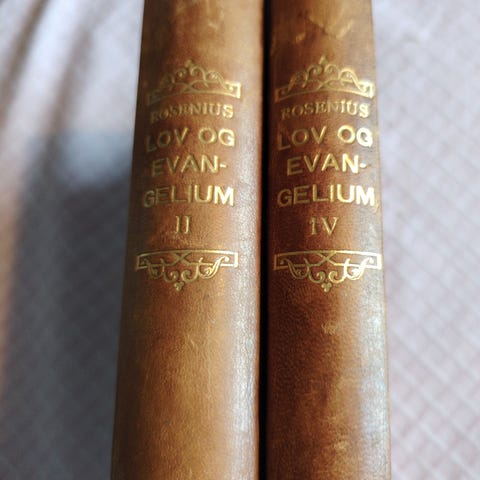 ROSENIUS
LOV OG
EVAN-
GELIUM
II
ROSENIUS
LOV OG
EVAN-
GELIUM
IV